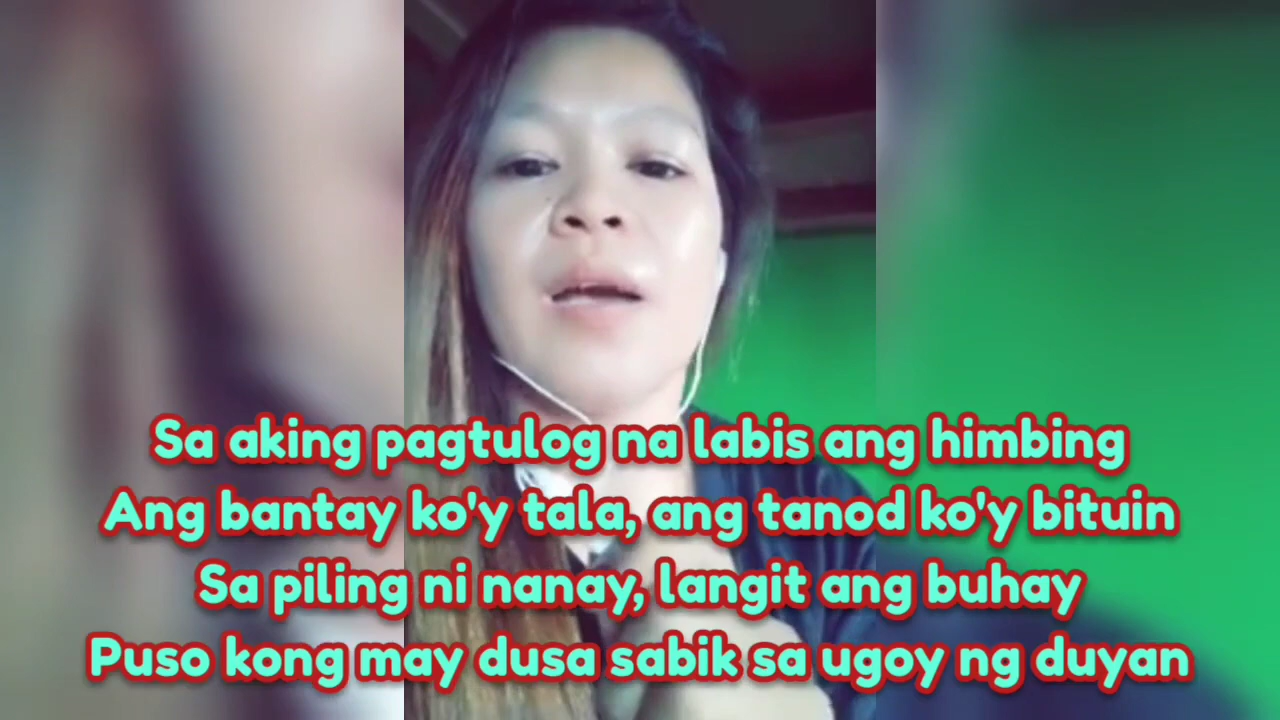 Sa aking pagtulog na labis ang himbing
Ang bantay ko'y tala, ang tanod ko'y bituin
Sa piling ni nanay, langit ang buhay
Puso kong may dusa sabik sa ugoy ng duyan